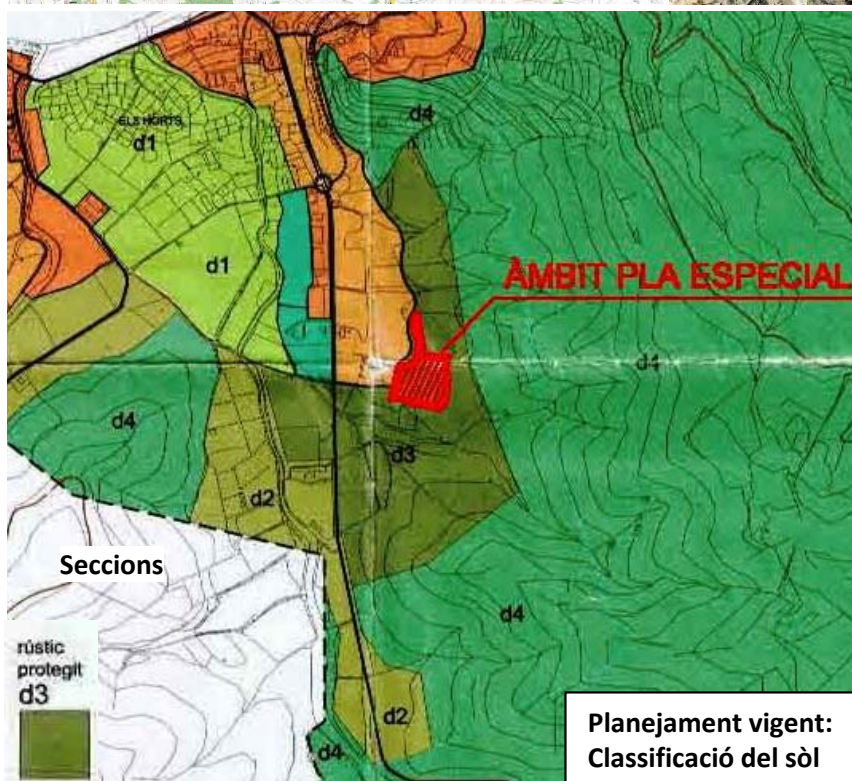 d4
ELS HORTS
d1
d1
ÀMBIT PLA ESPECIAL
d4
d4
d3
d2
Seccions
d4
rústic
protegit
d3
d2
d4
Planejament vigent:
Classificació del sòl